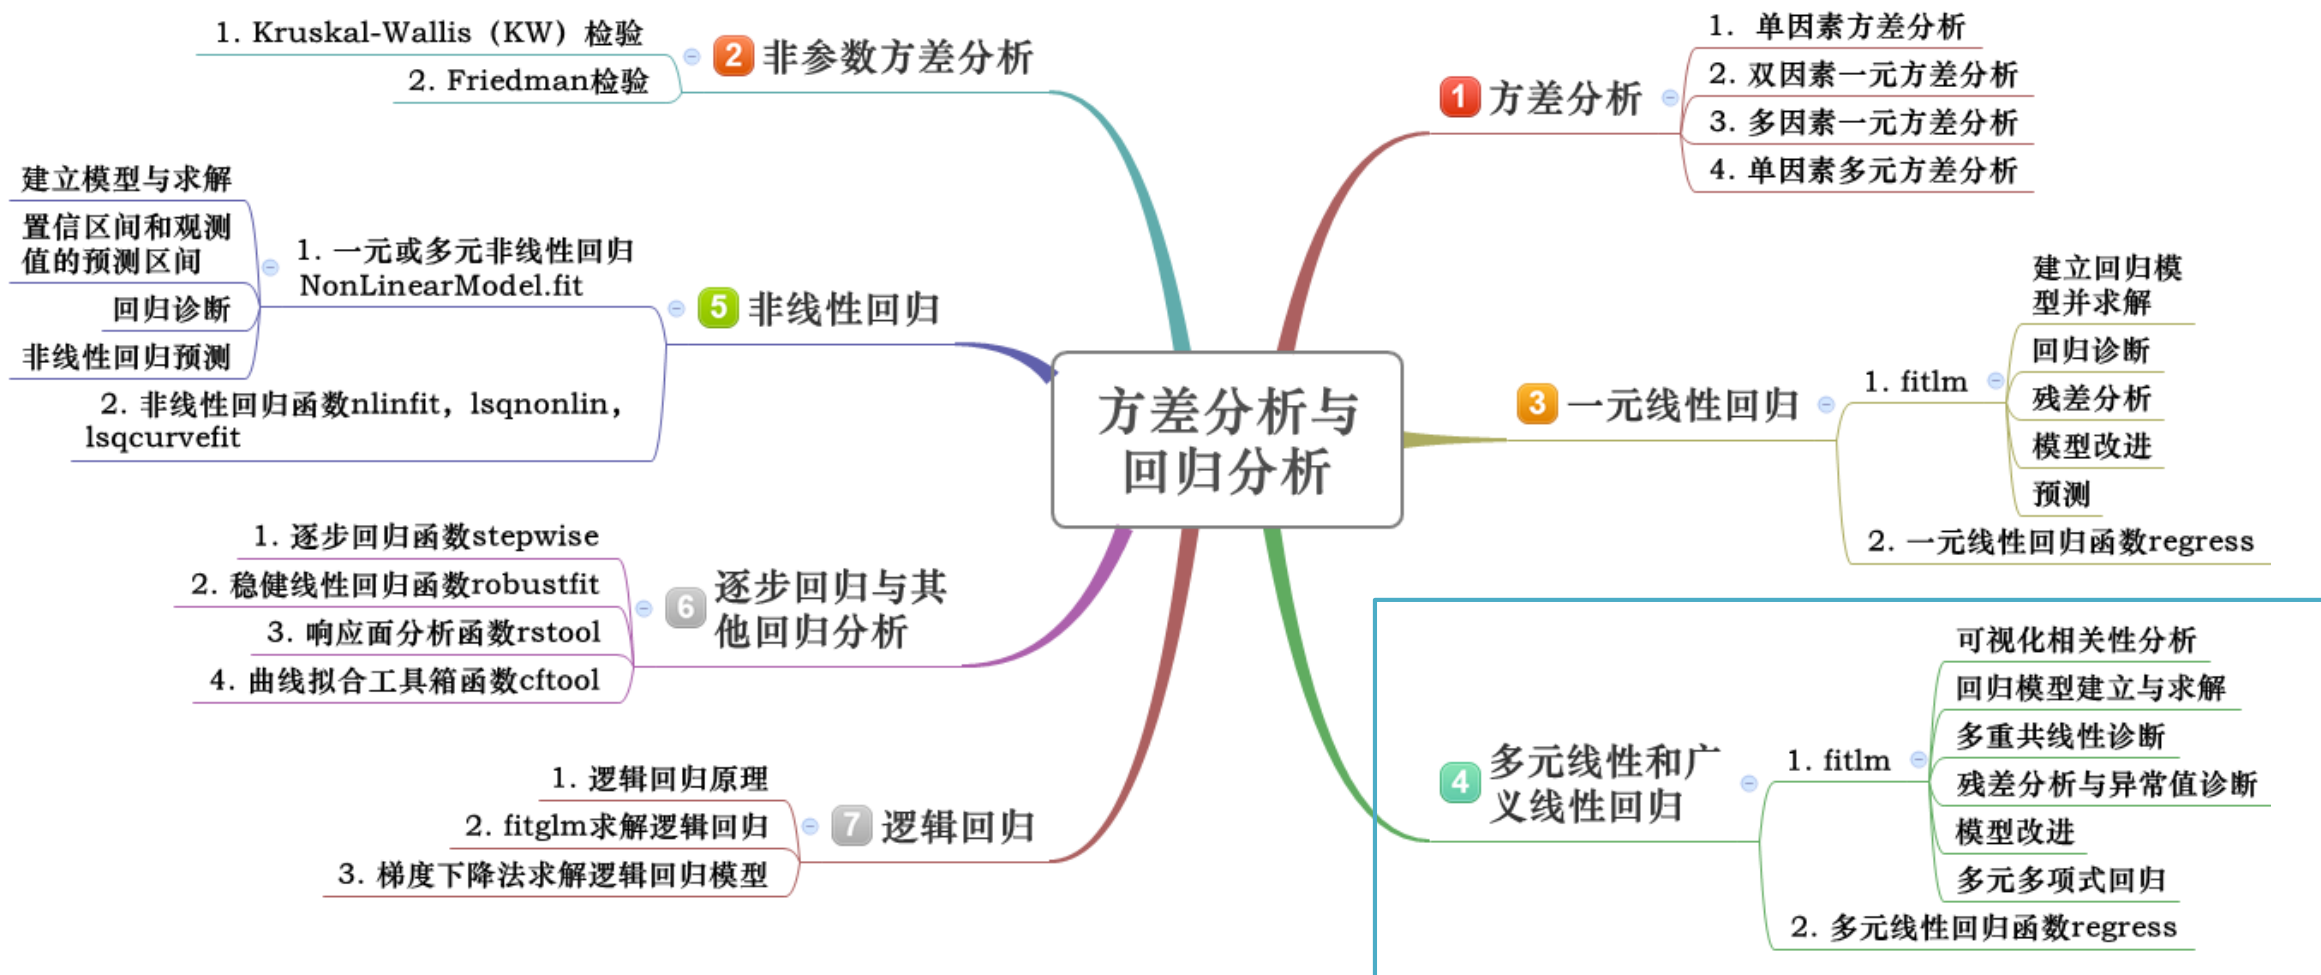 方差分析与
回归分析
1 方差分析
1. 单因素方差分析
2. 双因素一元方差分析
3. 多因素一元方差分析
4. 单因素多元方差分析
2 非参数方差分析
1. Kruskal-Wallis（KW）检验
2. Friedman检验
3 一元线性回归
1. fitlm
建立回归模
型并求解
回归诊断
残差分析
模型改进
预测
2. 一元线性回归函数regress
4 多元线性和广
义线性回归
1. fitlm
可视化相关性分析
回归模型建立与求解
多重共线性诊断
残差分析与异常值诊断
模型改进
多元多项式回归
2. 多元线性回归函数regress
5 非线性回归
1. 一元或多元非线性回归
NonLinearModel.fit
建立模型与求解
置信区间和观测
值的预测区间
回归诊断
非线性回归预测
2. 非线性回归函数nlinfit，lsqnonlin，
lsqcurvefit
6 逐步回归与其
他回归分析
1. 逐步回归函数stepwise
2. 稳健线性回归函数robustfit
3. 响应面分析函数rstool
4. 曲线拟合工具箱函数cftool
7 逻辑回归
1. 逻辑回归原理
2. fitglm求解逻辑回归
3. 梯度下降法求解逻辑回归模型